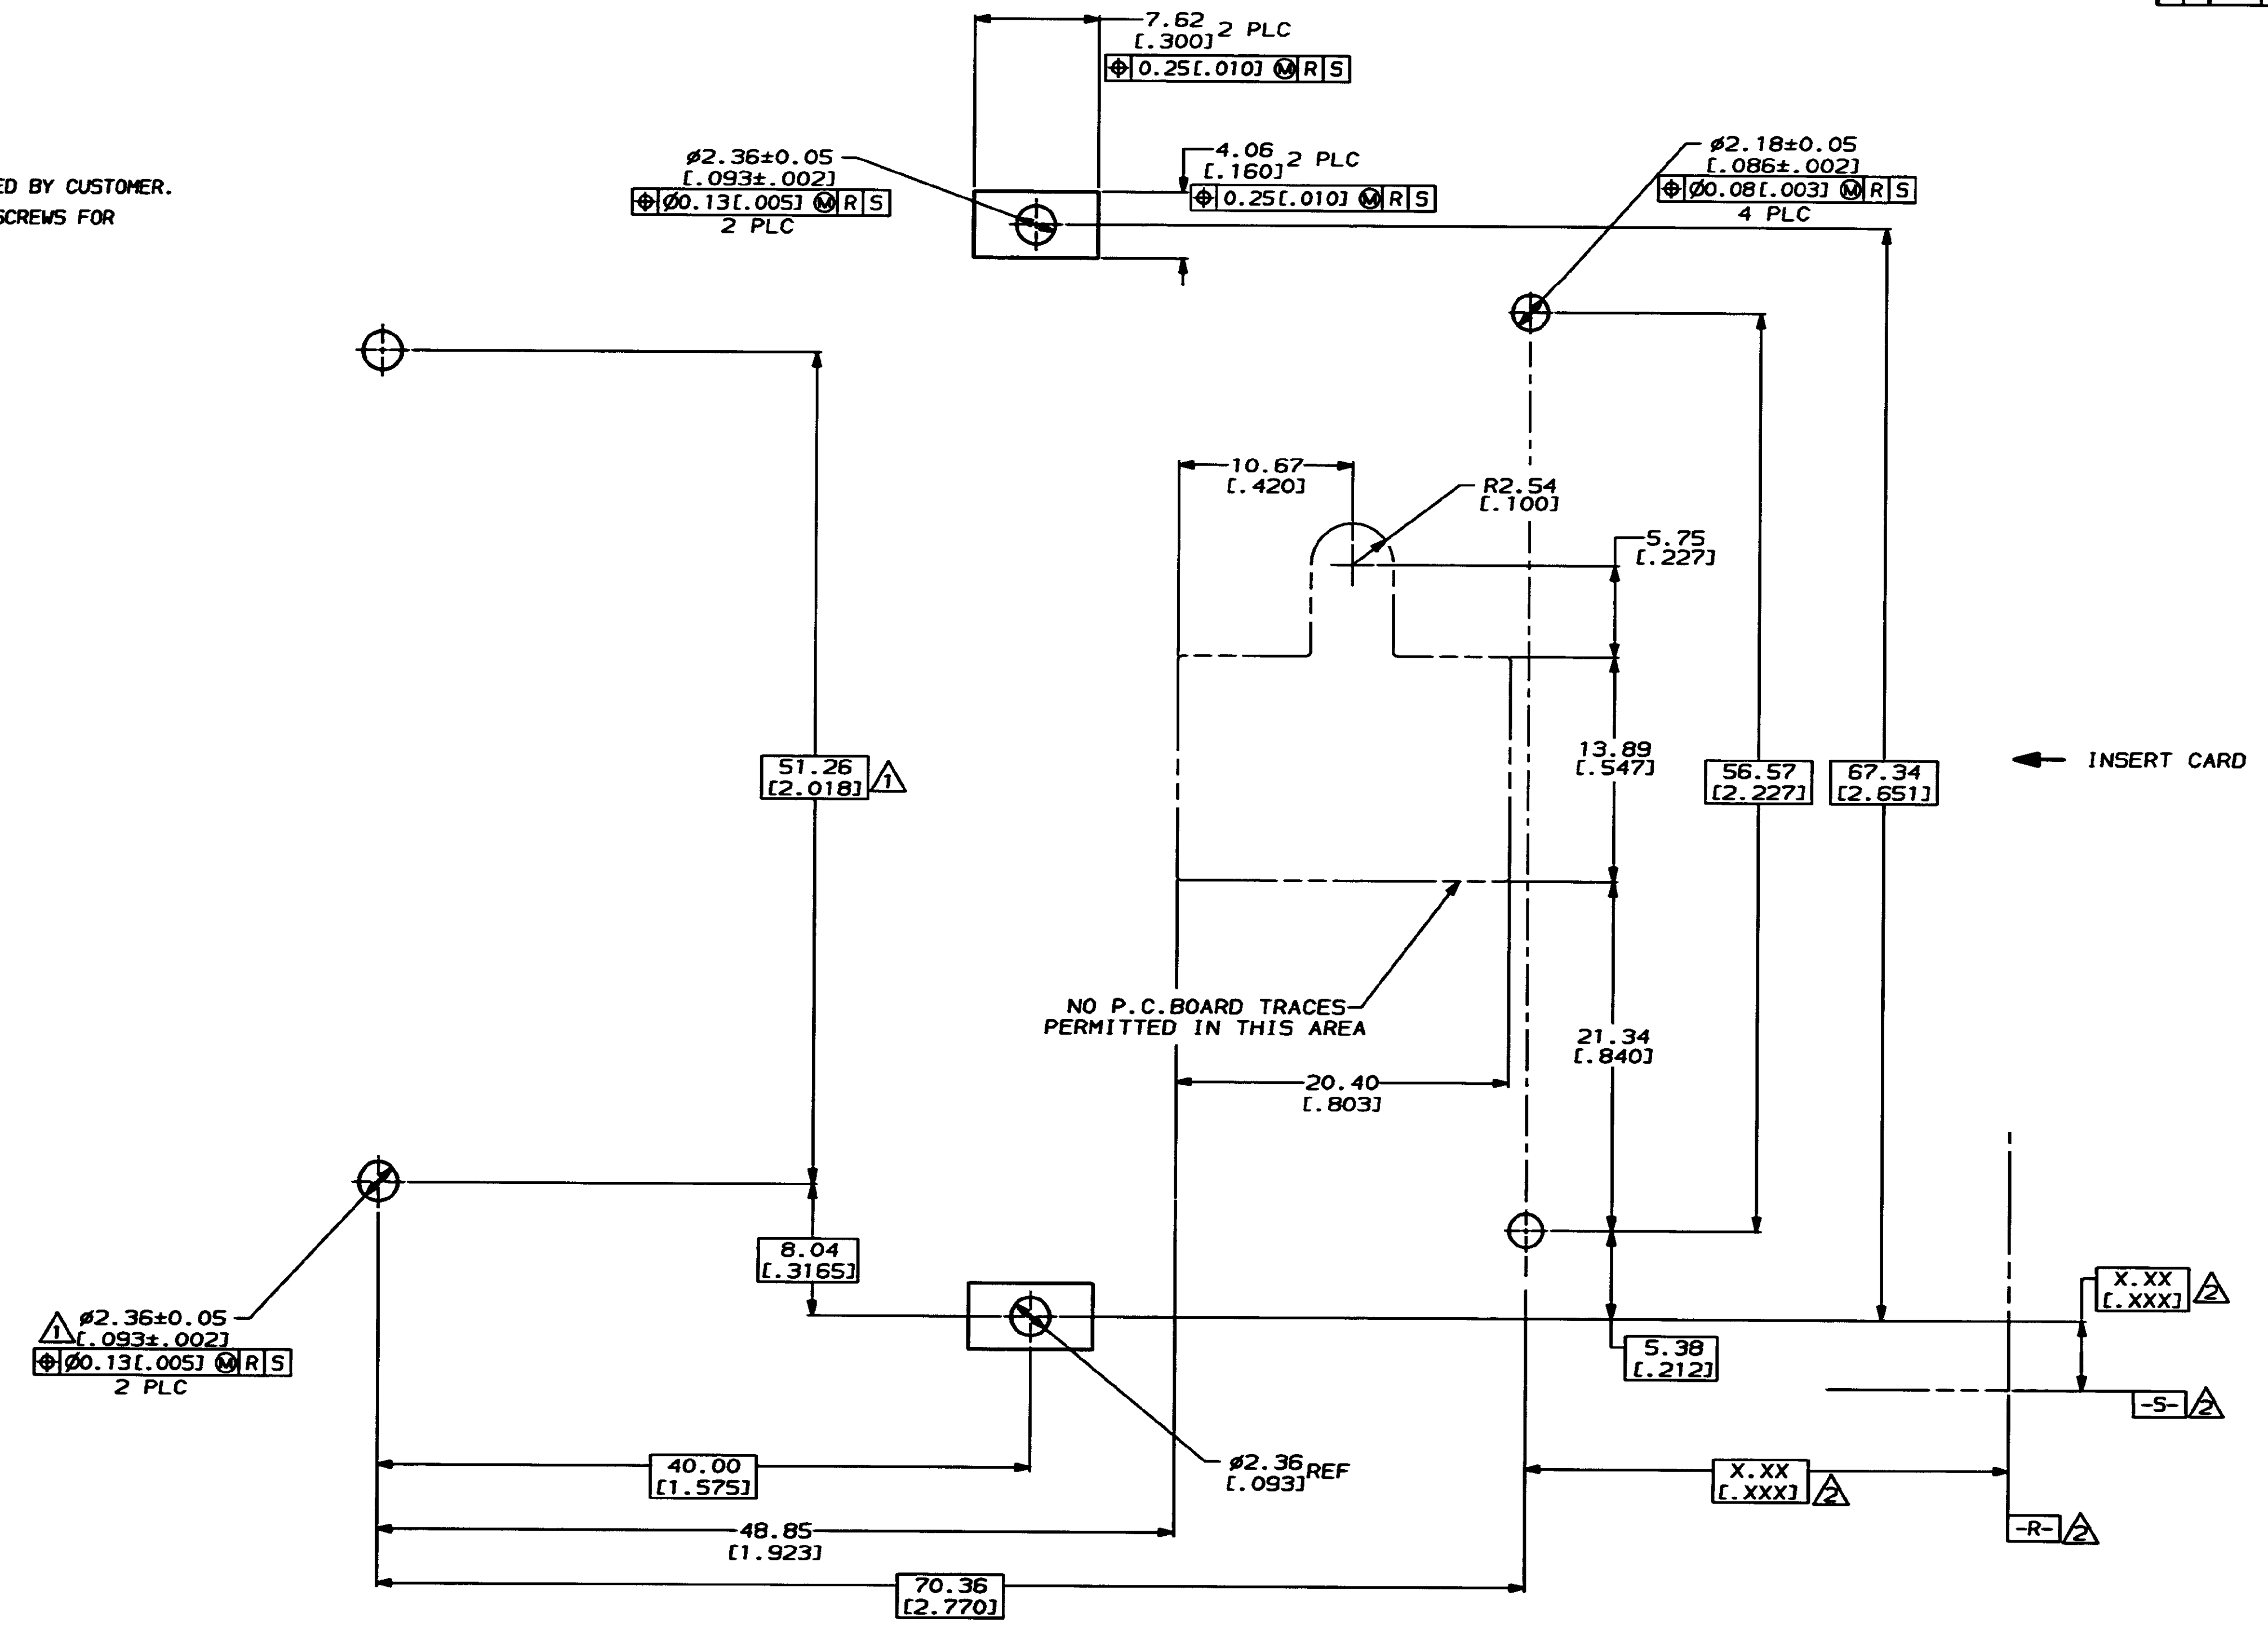 7.62 2 PLC
[.300]
⌖ 0.25[.010] Ⓜ R S
ED BY CUSTOMER.
SCREWS FOR
ø2.36±0.05
[.093±.002]
⌖ Ø0.13[.005] Ⓜ R S
2 PLC
4.06 2 PLC
[.160]
⌖ 0.25[.010] Ⓜ R S
ø2.18±0.05
[.086±.002]
⌖ Ø0.08[.003] Ⓜ R S
4 PLC
10.67
[.420]
R2.54
[.100]
5.75
[.227]
51.26
[2.018] 1
13.89
[.547]
56.57
[2.227]
67.34
[2.651]
INSERT CARD
NO P.C.BOARD TRACES
PERMITTED IN THIS AREA
21.34
[.840]
20.40
[.803]
8.04
[.3165]
X.XX
[.XXX] 2
1 ø2.36±0.05
[.093±.002]
⌖ Ø0.13[.005] Ⓜ R S
2 PLC
5.38
[.212]
-S- 2
40.00
[1.575]
ø2.36 REF
[.093]
X.XX
[.XXX] 2
-R- 2
48.85
[1.923]
70.36
[2.770]